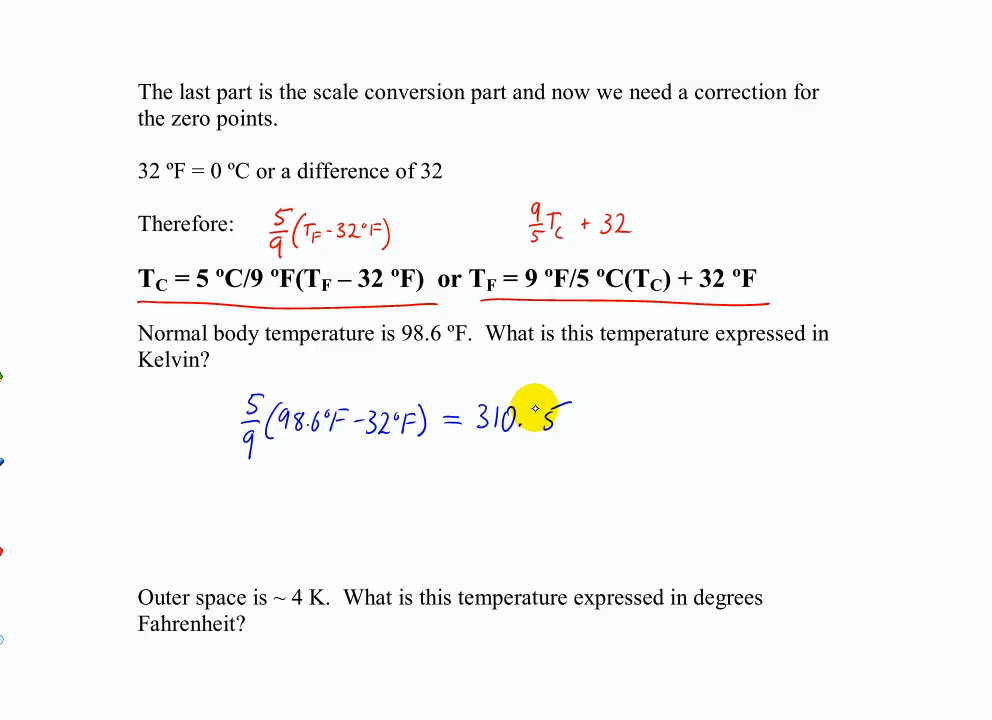 The last part is the scale conversion part and now we need a correction for
the zero points.
32 ºF = 0 ºC or a difference of 32
Therefore: 5/9 (TF - 32°F) 9/5 TC + 32
TC = 5 ºC/9 ºF(TF – 32 ºF) or TF = 9 ºF/5 ºC(TC) + 32 ºF
Normal body temperature is 98.6 ºF. What is this temperature expressed in
Kelvin?
5/9 (98.6°F - 32°F) = 310. 5
Outer space is ~ 4 K. What is this temperature expressed in degrees
Fahrenheit?